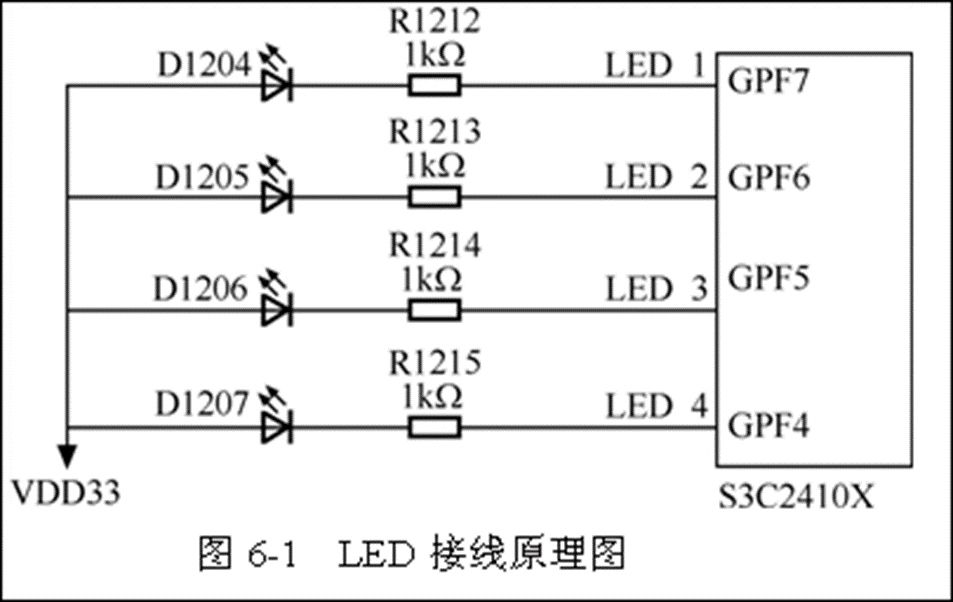 R1212
D1204 1kΩ LED 1 GPF7
R1213
D1205 1kΩ LED 2 GPF6
R1214
D1206 1kΩ LED 3 GPF5
R1215
D1207 1kΩ LED 4 GPF4
VDD33 S3C2410X
图 6-1 LED 接线原理图